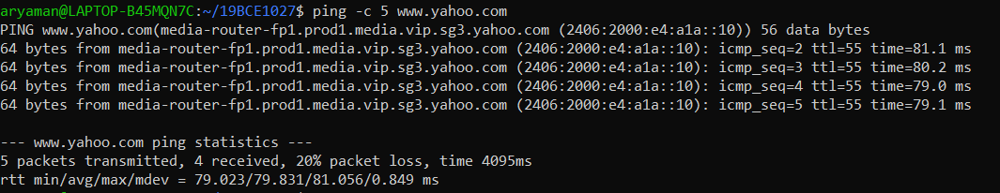 aryaman@LAPTOP-B45MQN7C:~/19BCE1027$ ping -c 5 www.yahoo.com
PING www.yahoo.com(media-router-fp1.prod1.media.vip.sg3.yahoo.com (2406:2000:e4:a1a::10)) 56 data bytes
64 bytes from media-router-fp1.prod1.media.vip.sg3.yahoo.com (2406:2000:e4:a1a::10): icmp_seq=2 ttl=55 time=81.1 ms
64 bytes from media-router-fp1.prod1.media.vip.sg3.yahoo.com (2406:2000:e4:a1a::10): icmp_seq=3 ttl=55 time=80.2 ms
64 bytes from media-router-fp1.prod1.media.vip.sg3.yahoo.com (2406:2000:e4:a1a::10): icmp_seq=4 ttl=55 time=79.0 ms
64 bytes from media-router-fp1.prod1.media.vip.sg3.yahoo.com (2406:2000:e4:a1a::10): icmp_seq=5 ttl=55 time=79.1 ms
--- www.yahoo.com ping statistics ---
5 packets transmitted, 4 received, 20% packet loss, time 4095ms
rtt min/avg/max/mdev = 79.023/79.831/81.056/0.849 ms